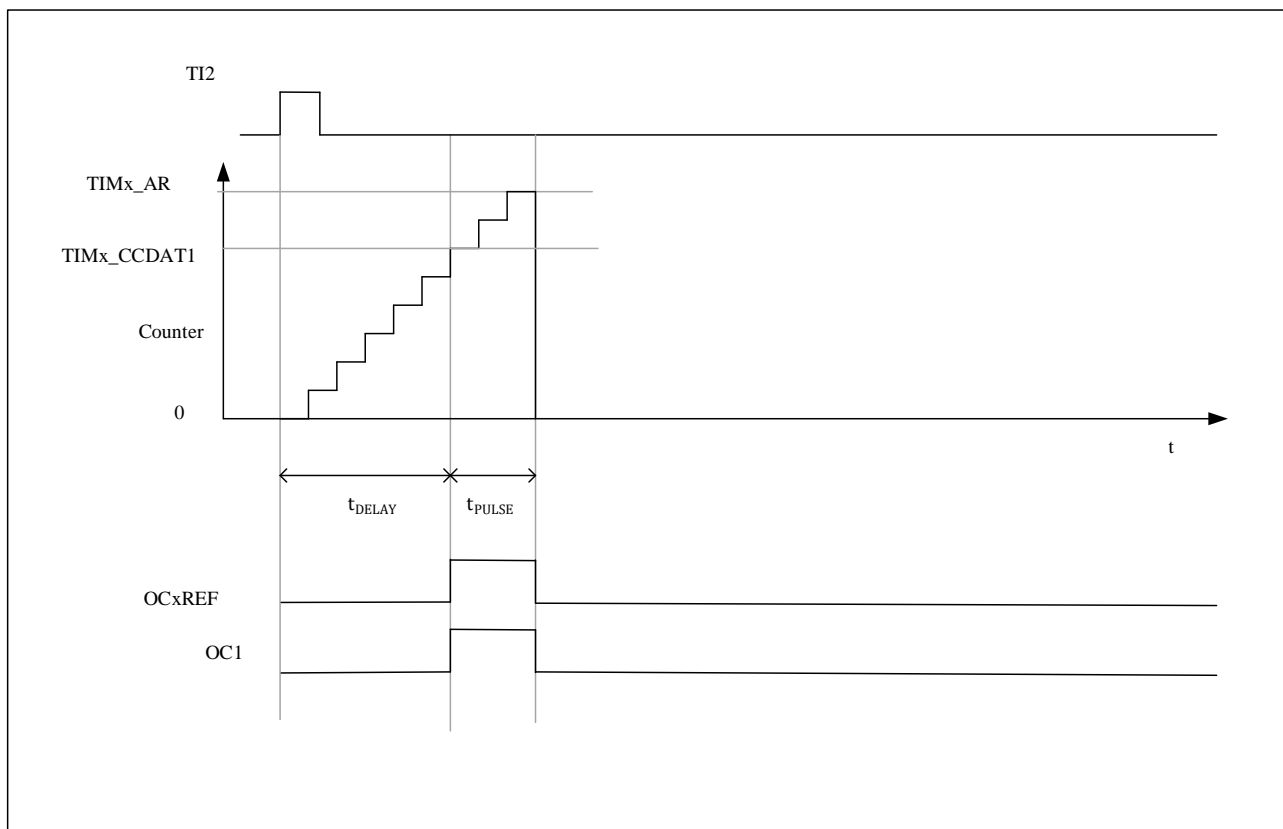 TI2
TIMx_AR
TIMx_CCDAT1
Counter
0
t
tDELAY
tPULSE
OCxREF
OC1